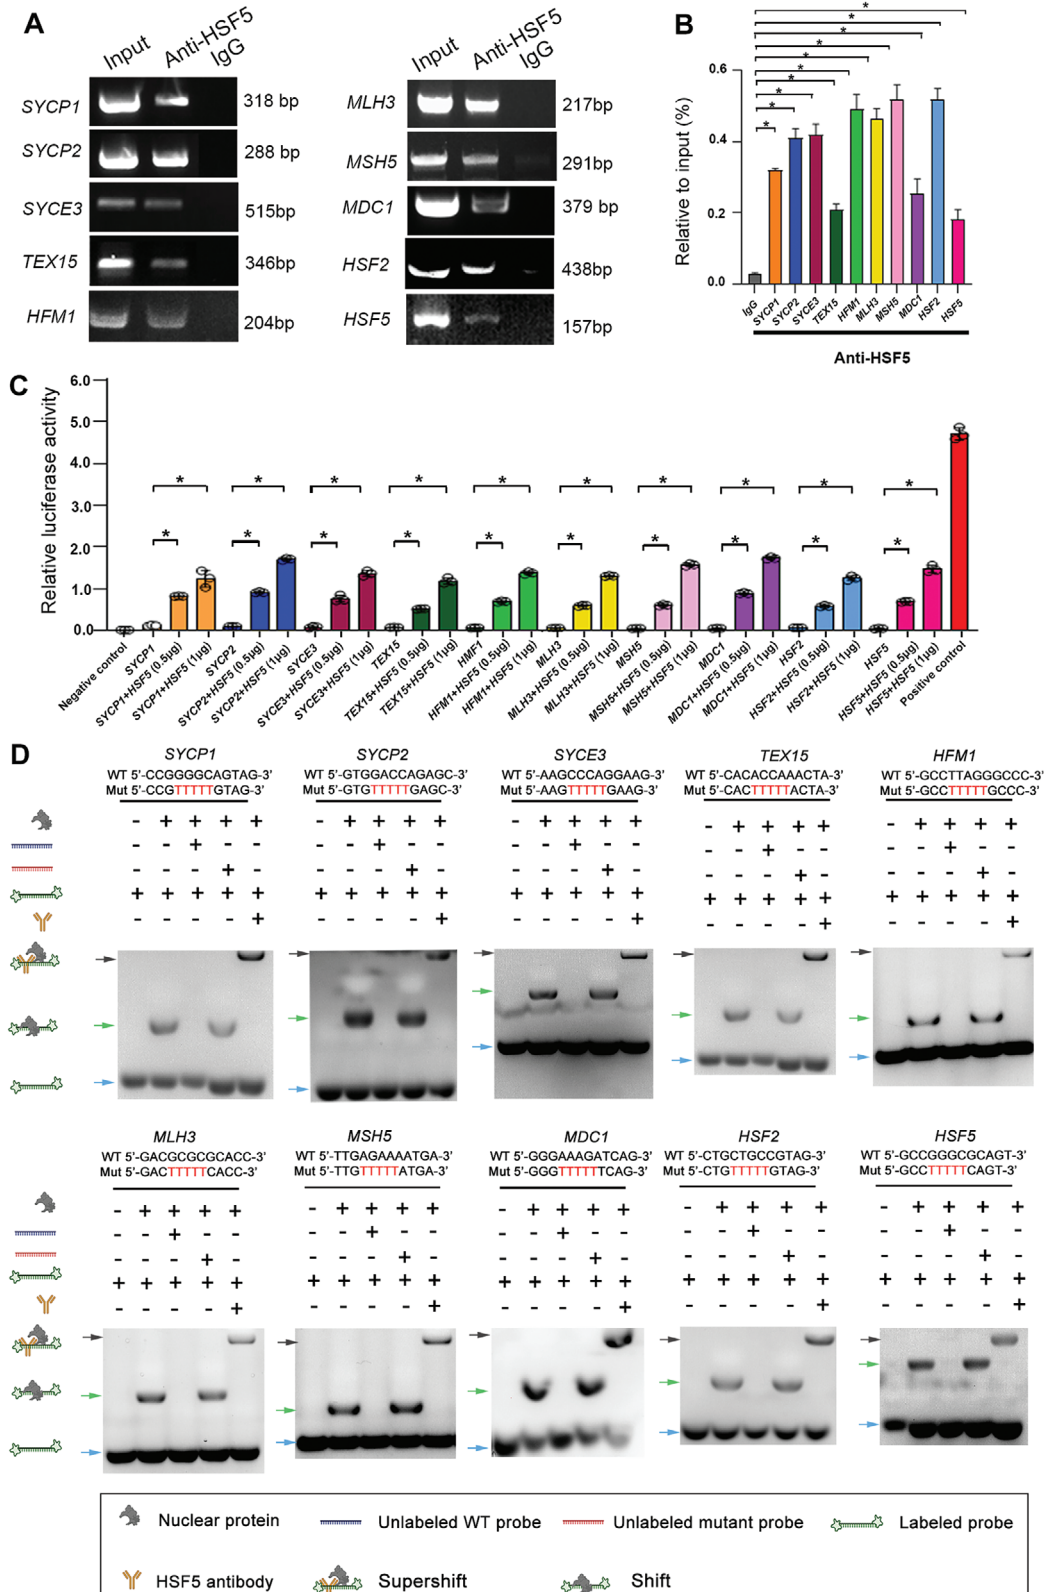 A
Input Anti-HSF5 IgG
SYCP1 318 bp
SYCP2 288 bp
SYCE3 515bp
TEX15 346bp
HFM1 204bp
Input Anti-HSF5 IgG
MLH3 217bp
MSH5 291bp
MDC1 379 bp
HSF2 438bp
HSF5 157bp
B
Relative to input (%)
0.6
0.4
0.2
0.0
* * * * * * * * * *
IgG SYCP1 SYCP2 SYCE3 TEX15 HFM1 MLH3 MSH5 MDC1 HSF2 HSF5
Anti-HSF5
C
Relative luciferase activity
6.0
5.0
4.0
3.0
2.0
1.0
0.0
* * * * * * * * * *
* * * * * * * * * *
Negative control
SYCP1
SYCP1+HSF5 (0.5μg)
SYCP1+HSF5 (1μg)
SYCP2
SYCP2+HSF5 (0.5μg)
SYCP2+HSF5 (1μg)
SYCE3
SYCE3+HSF5 (0.5μg)
SYCE3+HSF5 (1μg)
TEX15
TEX15+HSF5 (0.5μg)
TEX15+HSF5 (1μg)
HMF1
HFM1+HSF5 (0.5μg)
HFM1+HSF5 (1μg)
MLH3
MLH3+HSF5 (0.5μg)
MLH3+HSF5 (1μg)
MSH5
MSH5+HSF5 (0.5μg)
MSH5+HSF5 (1μg)
MDC1
MDC1+HSF5 (0.5μg)
MDC1+HSF5 (1μg)
HSF2
HSF2+HSF5 (0.5μg)
HSF2+HSF5 (1μg)
HSF5
HSF5+HSF5 (0.5μg)
HSF5+HSF5 (1μg)
Positive control
D
SYCP1
WT 5'-CCGGGGCAGTAG-3'
Mut 5'-CCGTTTTTGTAG-3'
- + + + +
- - + - -
- - - + -
+ + + + +
- - - - +
SYCP2
WT 5'-GTGGACCAGAGC-3'
Mut 5'-GTGTTTTTGAGC-3'
- + + + +
- - + - -
- - - + -
+ + + + +
- - - - +
SYCE3
WT 5'-AAGCCCAGGAAG-3'
Mut 5'-AAGTTTTTGAAG-3'
- + + + +
- - + - -
- - - + -
+ + + + +
- - - - +
TEX15
WT 5'-CACACCAAACTA-3'
Mut 5'-CACTTTTTACTA-3'
- + + + +
- - + - -
- - - + -
+ + + + +
- - - - +
HFM1
WT 5'-GCCTTAGGGCCC-3'
Mut 5'-GCCTTTTTGCCC-3'
- + + + +
- - + - -
- - - + -
+ + + + +
- - - - +
MLH3
WT 5'-GACGCGCGCACC-3'
Mut 5'-GACTTTTTCACC-3'
- + + + +
- - + - -
- - - + -
+ + + + +
- - - - +
MSH5
WT 5'-TTGAGAAAATGA-3'
Mut 5'-TTGTTTTTATGA-3'
- + + + +
- - + - -
- - - + -
+ + + + +
- - - - +
MDC1
WT 5'-GGGAAAGATCAG-3'
Mut 5'-GGGTTTTTTCAG-3'
- + + + +
- - + - -
- - - + -
+ + + + +
- - - - +
HSF2
WT 5'-CTGCTGCCGTAG-3'
Mut 5'-CTGTTTTTGTAG-3'
- + + + +
- - + - -
- - - + -
+ + + + +
- - - - +
HSF5
WT 5'-GCCGGGCGCAGT-3'
Mut 5'-GCCTTTTTCAGT-3'
- + + + +
- - + - -
- - - + -
+ + + + +
- - - - +
Nuclear protein Unlabeled WT probe Unlabeled mutant probe Labeled probe
HSF5 antibody Supershift Shift